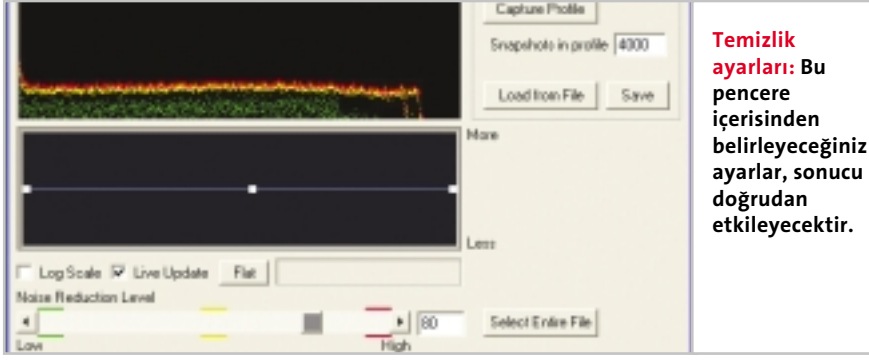 Capture Profile
Snapshots in profile 4000
Load from File Save
More
Less
Log Scale Live Update Flat
Noise Reduction Level
80 Select Entire File
Low High
Temizlik
ayarları: Bu
pencere
içerisinden
belirleyeceğiniz
ayarlar, sonucu
doğrudan
etkileyecektir.